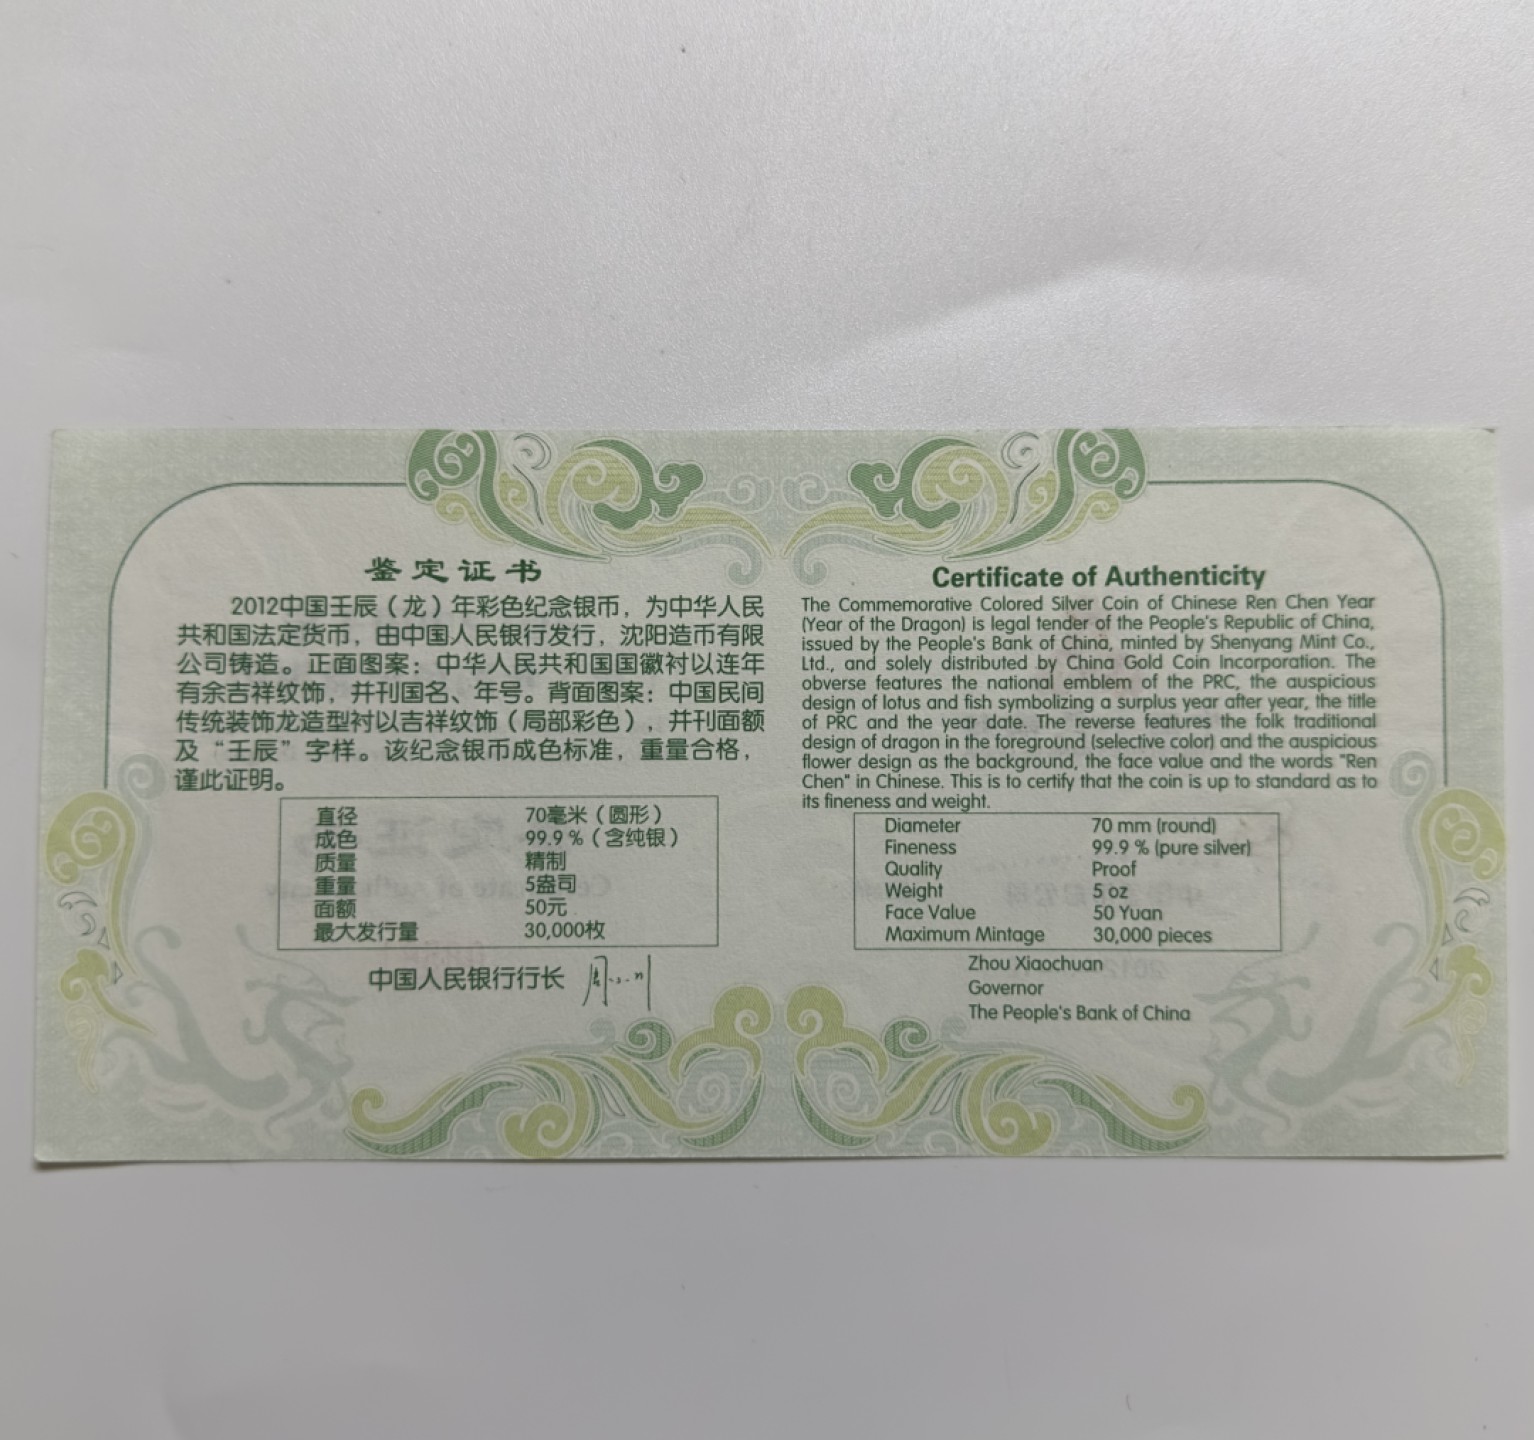 鉴定证书
2012中国壬辰（龙）年彩色纪念银币，为中华人民
共和国法定货币，由中国人民银行发行，沈阳造币有限
公司铸造。正面图案：中华人民共和国国徽衬以连年
有余吉祥纹饰，并刊国名、年号。背面图案：中国民间
传统装饰龙造型衬以吉祥纹饰（局部彩色），并刊面额
及“壬辰”字样。该纪念银币成色标准，重量合格，
谨此证明。
直径 70毫米（圆形）
成色 99.9 %（含纯银）
质量 精制
重量 5盎司
面额 50元
最大发行量 30,000枚
中国人民银行行长
Certificate of Authenticity
The Commemorative Colored Silver Coin of Chinese Ren Chen Year
(Year of the Dragon) is legal tender of the People's Republic of China,
issued by the People's Bank of China, minted by Shenyang Mint Co.,
Ltd., and solely distributed by China Gold Coin Incorporation. The
obverse features the national emblem of the PRC, the auspicious
design of lotus and fish symbolizing a surplus year after year, the title
of PRC and the year date. The reverse features the folk traditional
design of dragon in the foreground (selective color) and the auspicious
flower design as the background, the face value and the words "Ren
Chen" in Chinese. This is to certify that the coin is up to standard as to
its fineness and weight.
Diameter 70 mm (round)
Fineness 99.9 % (pure silver)
Quality Proof
Weight 5 oz
Face Value 50 Yuan
Maximum Mintage 30,000 pieces
Zhou Xiaochuan
Governor
The People's Bank of China